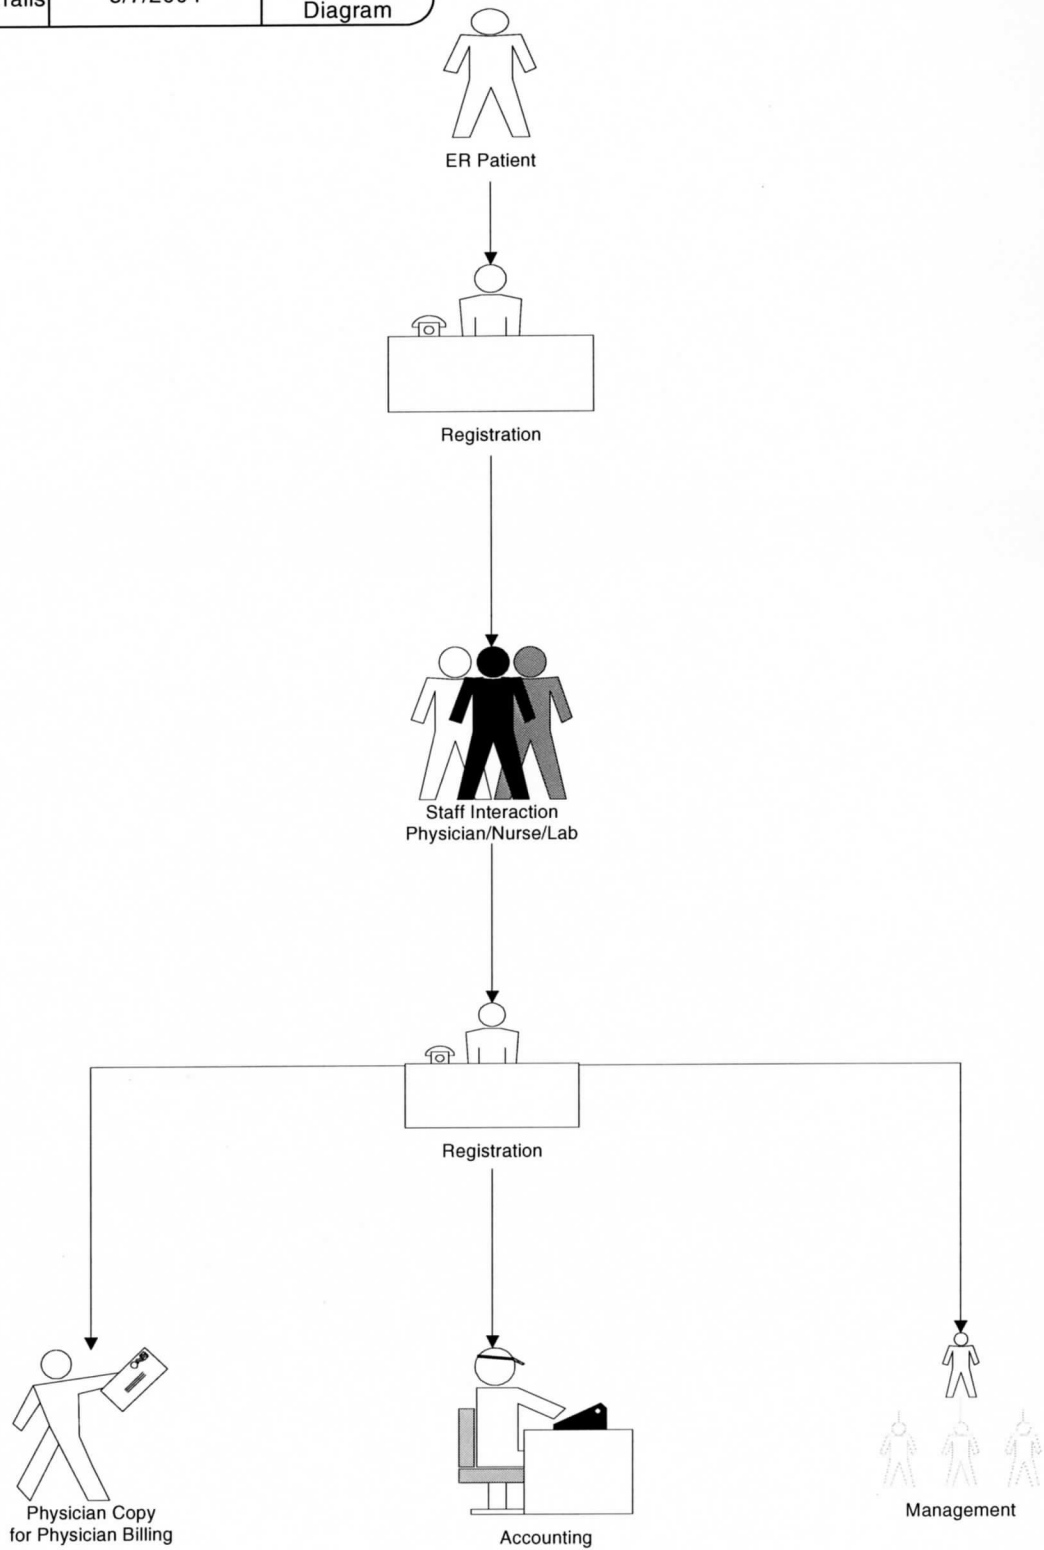 Diagram
ER Patient
Registration
Staff Interaction
Physician/Nurse/Lab
Registration
Physician Copy
for Physician Billing
Accounting
Management